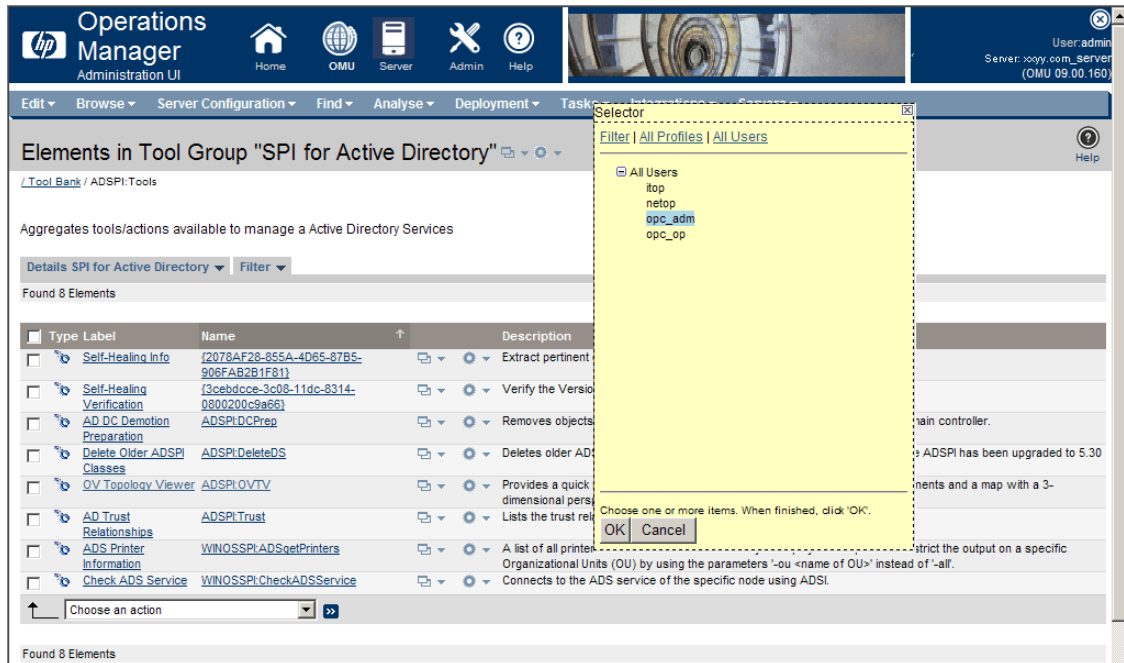 hp
Operations
Manager
Administration UI
Home
OMU
Server
Admin
Help
User:admin
Server: xxyy.com_server
(OMU 09.00.160)
Edit Browse Server Configuration Find Analyse Deployment Tasks Integrations Servers
Selector
Filter | All Profiles | All Users
All Users
itop
netop
opc_adm
opc_op
Choose one or more items. When finished, click 'OK'.
OK Cancel
Elements in Tool Group "SPI for Active Directory"
Help
/ Tool Bank / ADSPI:Tools
Aggregates tools/actions available to manage a Active Directory Services
Details SPI for Active Directory Filter
Found 8 Elements
Type Label Name Description
Self-Healing Info {2078AF28-855A-4D65-87B5-906FAB2B1F81} Extract pertinent
Self-Healing Verification {3cebdcce-3c08-11dc-8314-0800200c9a66} Verify the Versio
AD DC Demotion Preparation ADSPI:DCPrep Removes objects ain controller.
Delete Older ADSPI Classes ADSPI:DeleteDS Deletes older ADS e ADSPI has been upgraded to 5.30
OV Topology Viewer ADSPI:OVTV Provides a quick nents and a map with a 3-
dimensional persp
AD Trust Relationships ADSPI:Trust Lists the trust rel
ADS Printer Information WINOSSPI:ADSgetPrinters A list of all printer strict the output on a specific
Organizational Units (OU) by using the parameters '-ou <name of OU>' instead of '-all'.
Check ADS Service WINOSSPI:CheckADSService Connects to the ADS service of the specific node using ADSI.
Choose an action
Found 8 Elements